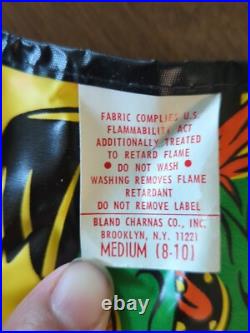 FABRIC COMPLIES U.S.
FLAMMABILITY ACT
ADDITIONALLY TREATED
TO RETARD FLAME
● DO NOT WASH ●
WASHING REMOVES FLAME
RETARDANT
DO NOT REMOVE LABEL
BLAND CHARNAS CO., INC.
BROOKLYN, N.Y. 11221
MEDIUM (8-10)